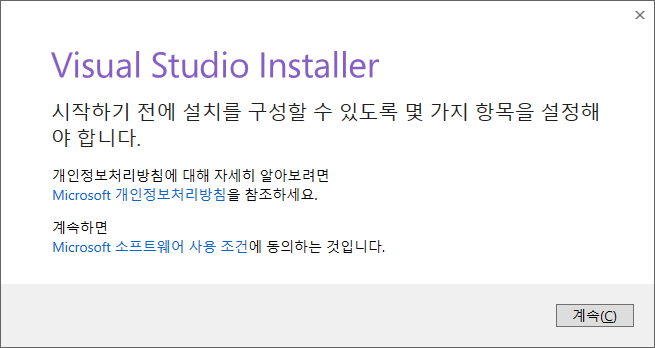 Visual Studio Installer
시작하기 전에 설치를 구성할 수 있도록 몇 가지 항목을 설정해
야 합니다.
개인정보처리방침에 대해 자세히 알아보려면
Microsoft 개인정보처리방침을 참조하세요.
계속하면
Microsoft 소프트웨어 사용 조건에 동의하는 것입니다.
계속(C)